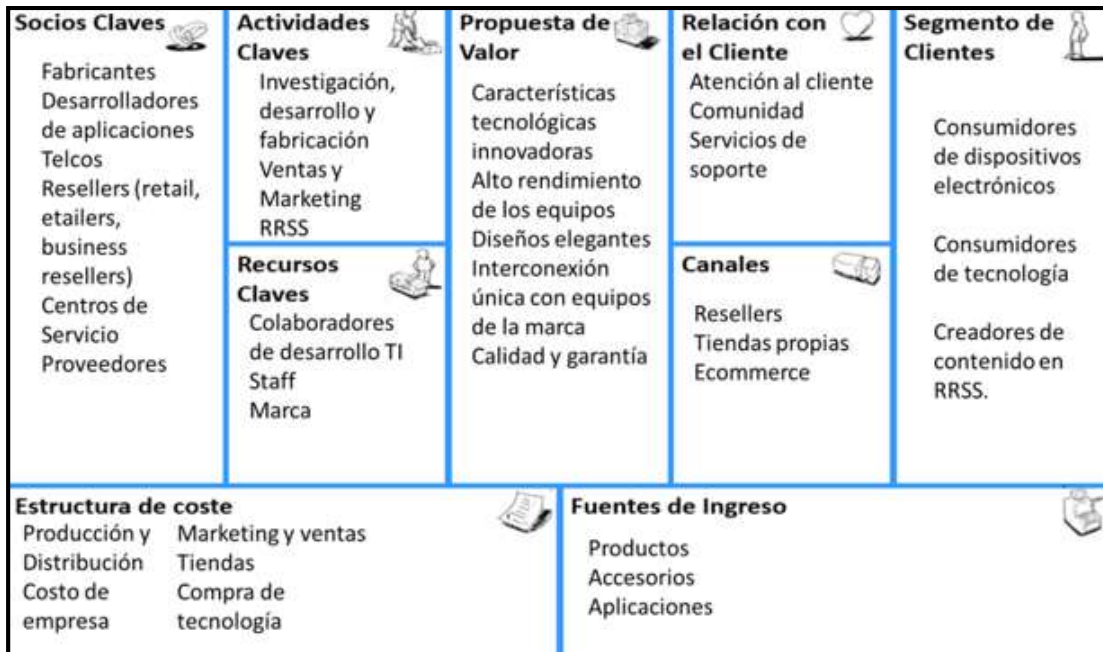 Socios Claves
Fabricantes
Desarrolladores
de aplicaciones
Telcos
Resellers (retail,
etailers,
business
resellers)
Centros de
Servicio
Proveedores
Actividades
Claves
Investigación,
desarrollo y
fabricación
Ventas y
Marketing
RRSS
Recursos
Claves
Colaboradores
de desarrollo TI
Staff
Marca
Propuesta de
Valor
Características
tecnológicas
innovadoras
Alto rendimiento
de los equipos
Diseños elegantes
Interconexión
única con equipos
de la marca
Calidad y garantía
Relación con
el Cliente
Atención al cliente
Comunidad
Servicios de
soporte
Canales
Resellers
Tiendas propias
Ecommerce
Segmento de
Clientes
Consumidores
de dispositivos
electrónicos
Consumidores
de tecnología
Creadores de
contenido en
RRSS.
Estructura de coste
Producción y
Distribución
Costo de
empresa
Marketing y ventas
Tiendas
Compra de
tecnología
Fuentes de Ingreso
Productos
Accesorios
Aplicaciones